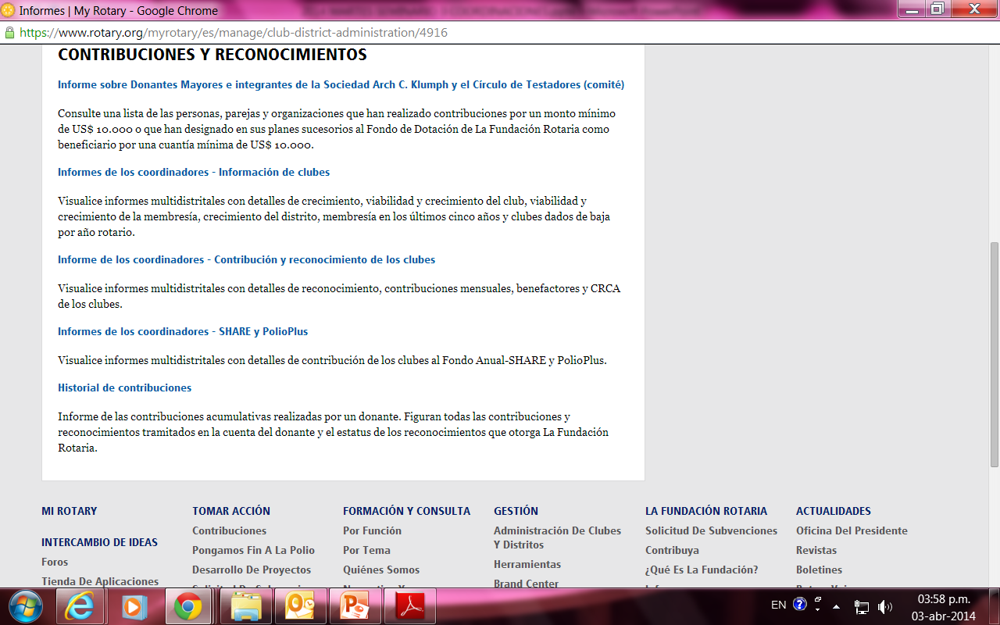 Informes | My Rotary - Google Chrome
https://www.rotary.org/myrotary/es/manage/club-district-administration/4916
CONTRIBUCIONES Y RECONOCIMIENTOS
Informe sobre Donantes Mayores e integrantes de la Sociedad Arch C. Klumph y el Círculo de Testadores (comité)
Consulte una lista de las personas, parejas y organizaciones que han realizado contribuciones por un monto mínimo
de US$ 10.000 o que han designado en sus planes sucesorios al Fondo de Dotación de La Fundación Rotaria como
beneficiario por una cuantía mínima de US$ 10.000.
Informes de los coordinadores - Información de clubes
Visualice informes multidistritales con detalles de crecimiento, viabilidad y crecimiento del club, viabilidad y
crecimiento de la membresía, crecimiento del distrito, membresía en los últimos cinco años y clubes dados de baja
por año rotario.
Informe de los coordinadores - Contribución y reconocimiento de los clubes
Visualice informes multidistritales con detalles de reconocimiento, contribuciones mensuales, benefactores y CRCA
de los clubes.
Informes de los coordinadores - SHARE y PolioPlus
Visualice informes multidistritales con detalles de contribución de los clubes al Fondo Anual-SHARE y PolioPlus.
Historial de contribuciones
Informe de las contribuciones acumulativas realizadas por un donante. Figuran todas las contribuciones y
reconocimientos tramitados en la cuenta del donante y el estatus de los reconocimientos que otorga La Fundación
Rotaria.
MI ROTARY
INTERCAMBIO DE IDEAS
Foros
Tienda De Aplicaciones
TOMAR ACCIÓN
Contribuciones
Pongamos Fin A La Polio
Desarrollo De Proyectos
FORMACIÓN Y CONSULTA
Por Función
Por Tema
Quiénes Somos
GESTIÓN
Administración De Clubes
Y Distritos
Herramientas
Brand Center
LA FUNDACIÓN ROTARIA
Solicitud De Subvenciones
Contribuya
¿Qué Es La Fundación?
ACTUALIDADES
Oficina Del Presidente
Revistas
Boletines
EN
03:58 p.m.
03-abr-2014